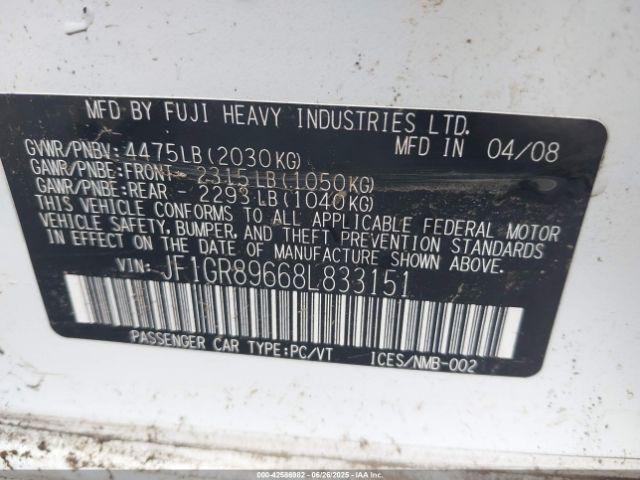 MFD BY FUJI HEAVY INDUSTRIES LTD.
GVWR/PNBV: 4475LB(2030KG) MFD IN 04/08
GAWR/PNBE:FRONT 2315LB(1050KG)
GAWR/PNBE:REAR 2293LB(1040KG)
THIS VEHICLE CONFORMS TO ALL APPLICABLE FEDERAL MOTOR
VEHICLE SAFETY, BUMPER, AND THEFT PREVENTION STANDARDS
IN EFFECT ON THE DATE OF MANUFACTURE SHOWN ABOVE.
VIN: JF1GR89668L833151
PASSENGER CAR TYPE:PC/VT ICES/NMB-002
000-42586982 | 06/26/2025 - IAAI.COM